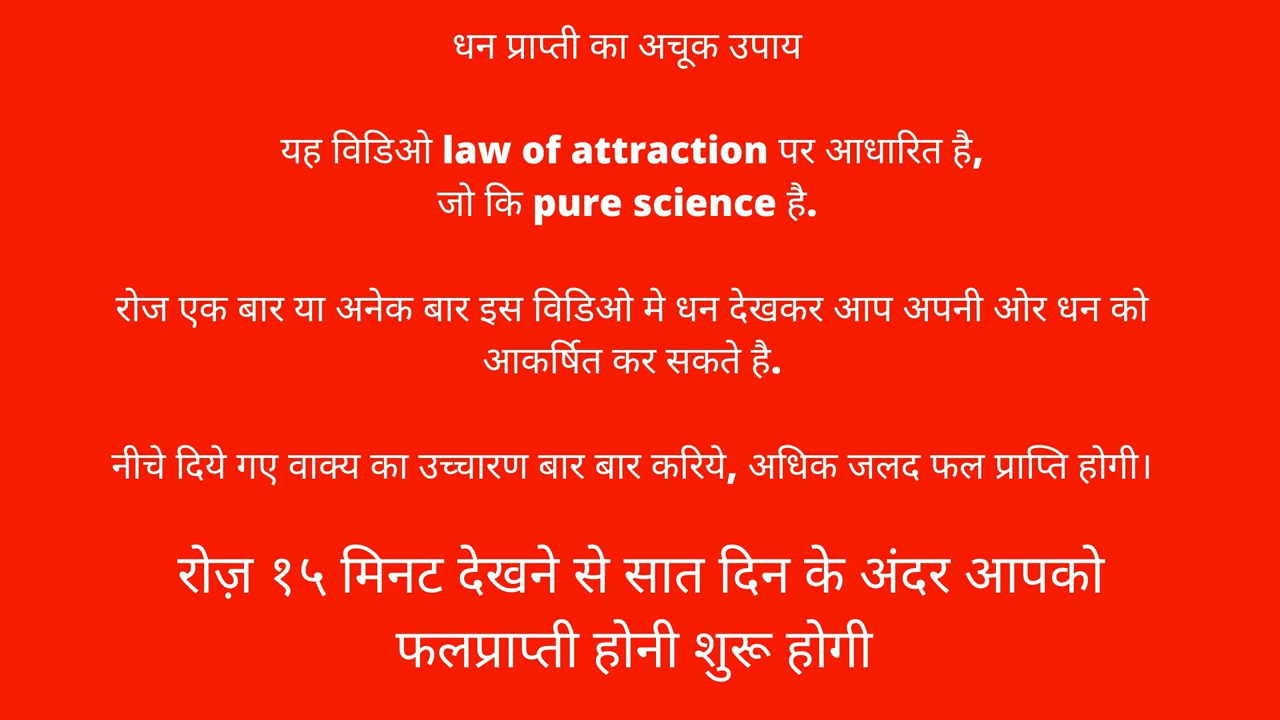 धन प्राप्ती का अचूक उपाय
यह विडिओ law of attraction पर आधारित है,
जो कि pure science है.
रोज एक बार या अनेक बार इस विडिओ मे धन देखकर आप अपनी ओर धन को
आकर्षित कर सकते है.
नीचे दिये गए वाक्य का उच्चारण बार बार करिये, अधिक जलद फल प्राप्ति होगी।
रोज़ १५ मिनट देखने से सात दिन के अंदर आपको
फलप्राप्ती होनी शुरू होगी